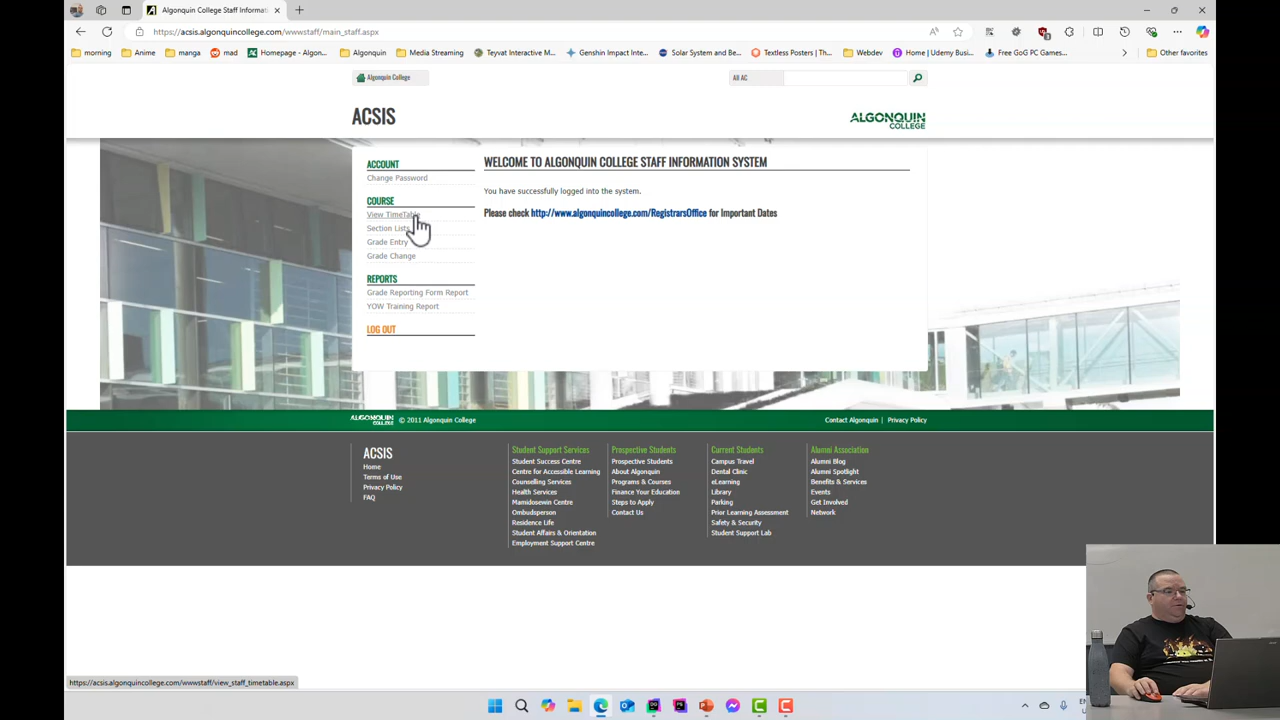 Algonquin College Staff Informat
https://acsis.algonquincollege.com/wwwstaff/main_staff.aspx
morning
Anime
manga
mad
Homepage - Algon...
Algonquin
Media Streaming
Teyvat Interactive M...
Genshin Impact Inte...
Solar System and Be...
Textless Posters | Th...
Webdev
Home | Udemy Busin...
Free GoG PC Games...
Other favorites
Algonquin College
All AC
ACSIS
ALGONQUIN
COLLEGE
ACCOUNT
Change Password
COURSE
View TimeTable
Section Lists
Grade Entry
Grade Change
REPORTS
Grade Reporting Form Report
YOW Training Report
LOG OUT
WELCOME TO ALGONQUIN COLLEGE STAFF INFORMATION SYSTEM
You have successfully logged into the system.
Please check http://www.algonquincollege.com/RegistrarsOffice for Important Dates
ALGONQUIN
COLLEGE
© 2011 Algonquin College
Contact Algonquin | Privacy Policy
ACSIS
Home
Terms of Use
Privacy Policy
FAQ
Student Support Services
Student Success Centre
Centre for Accessible Learning
Counselling Services
Health Services
Mamidosewin Centre
Ombudsperson
Residence Life
Student Affairs & Orientation
Employment Support Centre
Prospective Students
Prospective Students
About Algonquin
Programs & Courses
Finance Your Education
Steps to Apply
Contact Us
Current Students
Campus Travel
Dental Clinic
eLearning
Library
Parking
Prior Learning Assessment
Safety & Security
Student Support Lab
Alumni Association
Alumni Blog
Alumni Spotlight
Benefits & Services
Events
Get Involved
Network
https://acsis.algonquincollege.com/wwwstaff/view_staff_timetable.aspx